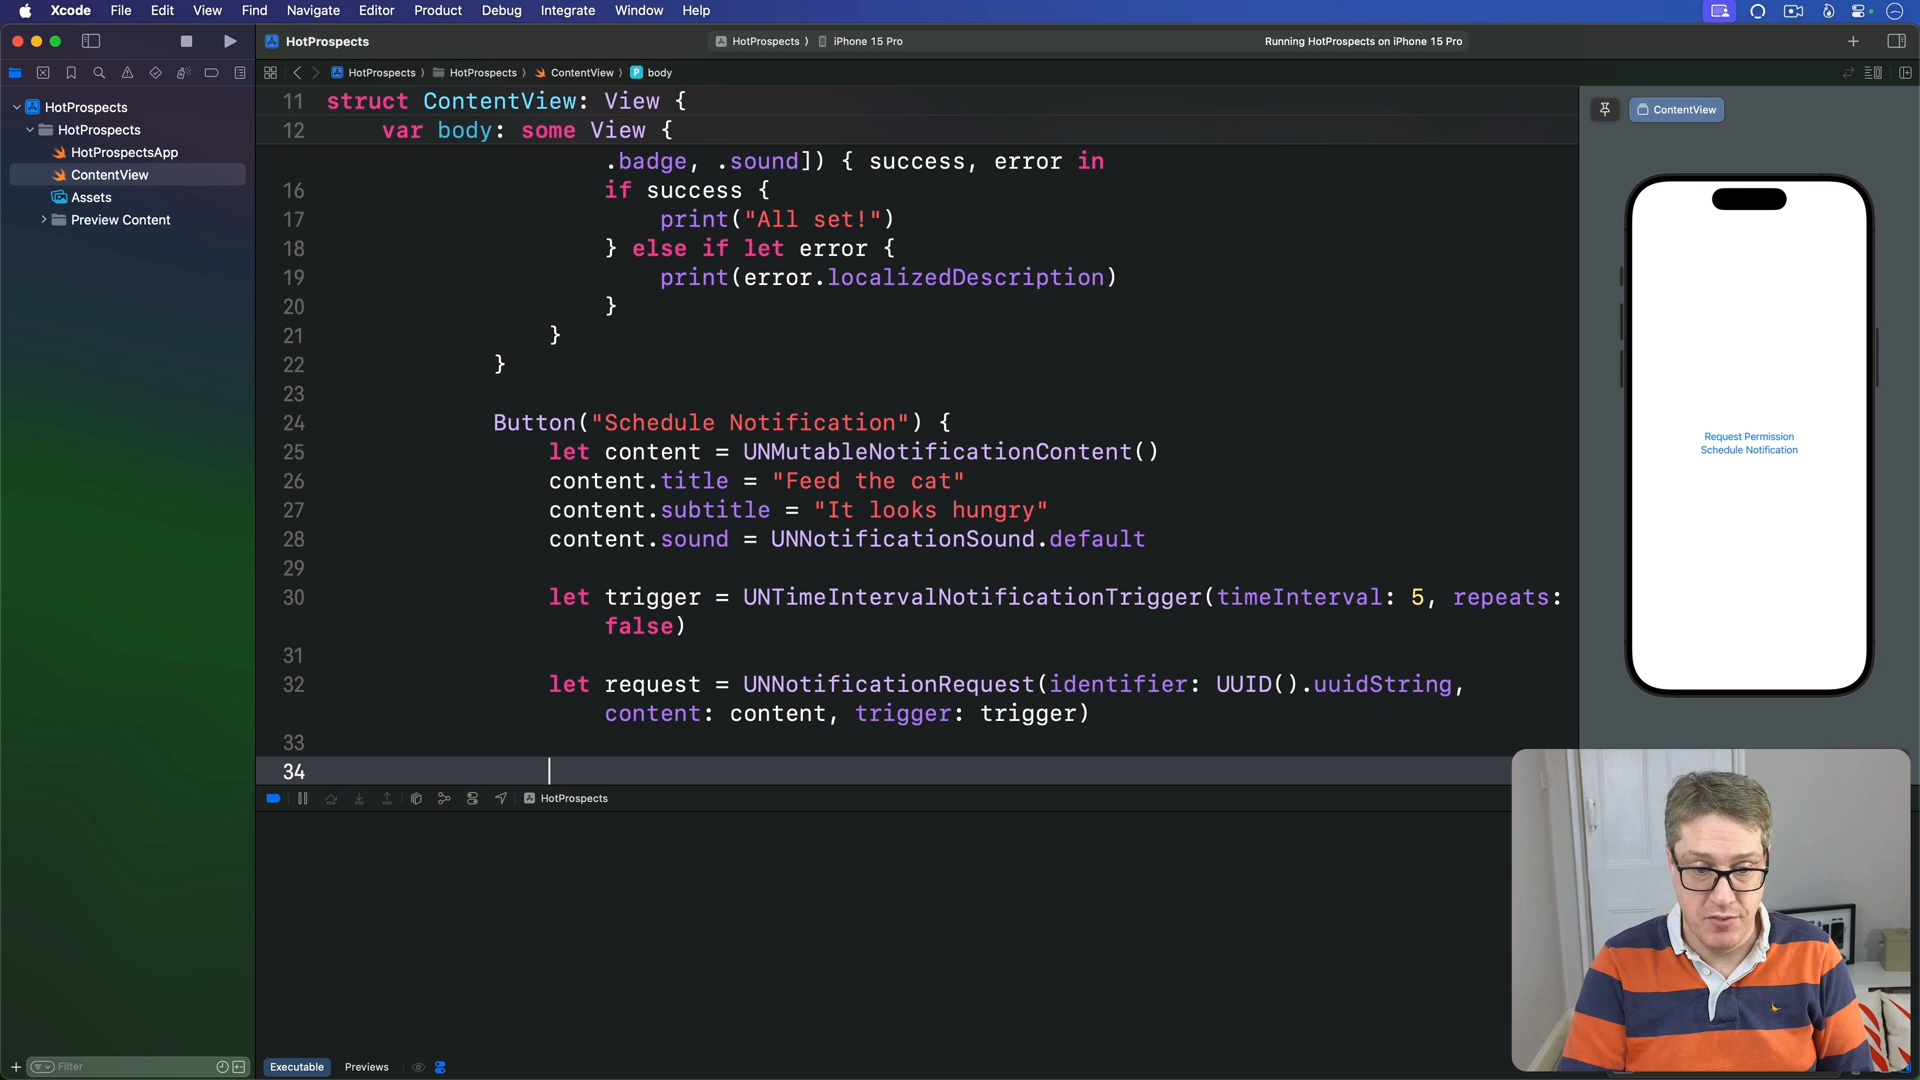 Xcode File Edit View Find Navigate Editor Product Debug Integrate Window Help
HotProspects
HotProspects
iPhone 15 Pro
Running HotProspects on iPhone 15 Pro
HotProspects
HotProspects
ContentView
body
HotProspects
HotProspects
HotProspectsApp
ContentView
Assets
Preview Content
11 struct ContentView: View {
12 var body: some View {
.badge, .sound]) { success, error in
16 if success {
17 print("All set!")
18 } else if let error {
19 print(error.localizedDescription)
20 }
21 }
22 }
23
24 Button("Schedule Notification") {
25 let content = UNMutableNotificationContent()
26 content.title = "Feed the cat"
27 content.subtitle = "It looks hungry"
28 content.sound = UNNotificationSound.default
29
30 let trigger = UNTimeIntervalNotificationTrigger(timeInterval: 5, repeats:
false)
31
32 let request = UNNotificationRequest(identifier: UUID().uuidString,
content: content, trigger: trigger)
33
34
ContentView
Request Permission
Schedule Notification
HotProspects
Filter
Executable
Previews